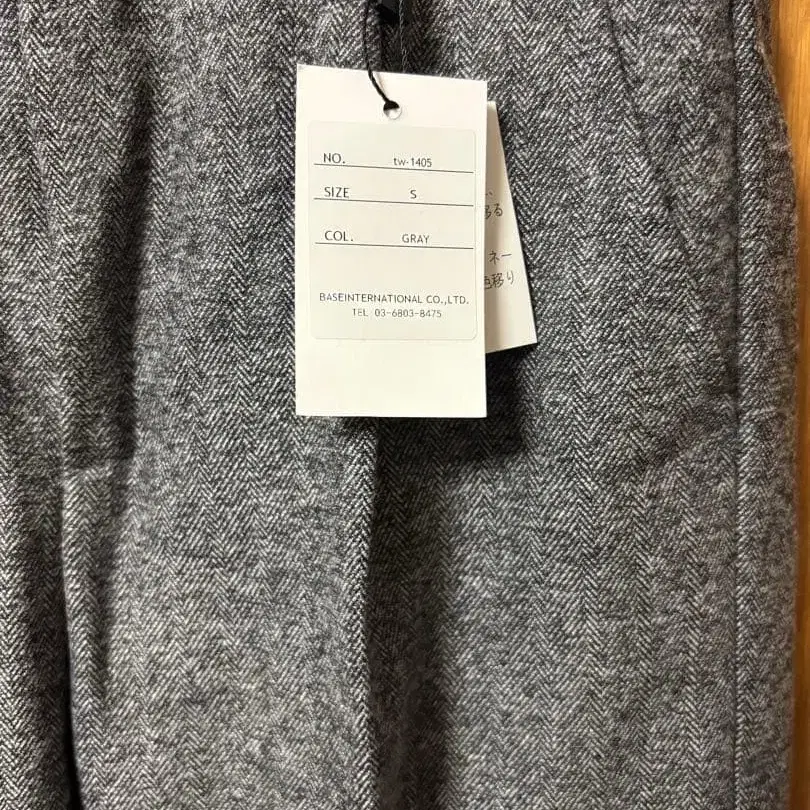 NO. tw-1405
SIZE S
COL. GRAY
BASEINTERNATIONAL CO.,LTD.
TEL 03-6803-8475
移る
ネー
色移り